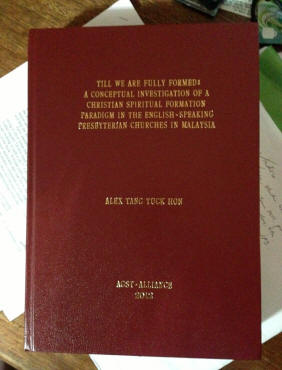 TILL WE ARE FULLY FORMED:
A CONCEPTUAL INVESTIGATION OF A
CHRISTIAN SPIRITUAL FORMATION
PARADIGM IN THE ENGLISH-SPEAKING
PRESBYTERIAN CHURCHES IN MALAYSIA
ALEX TANG TUCK HON
AGST-ALLIANCE
2012